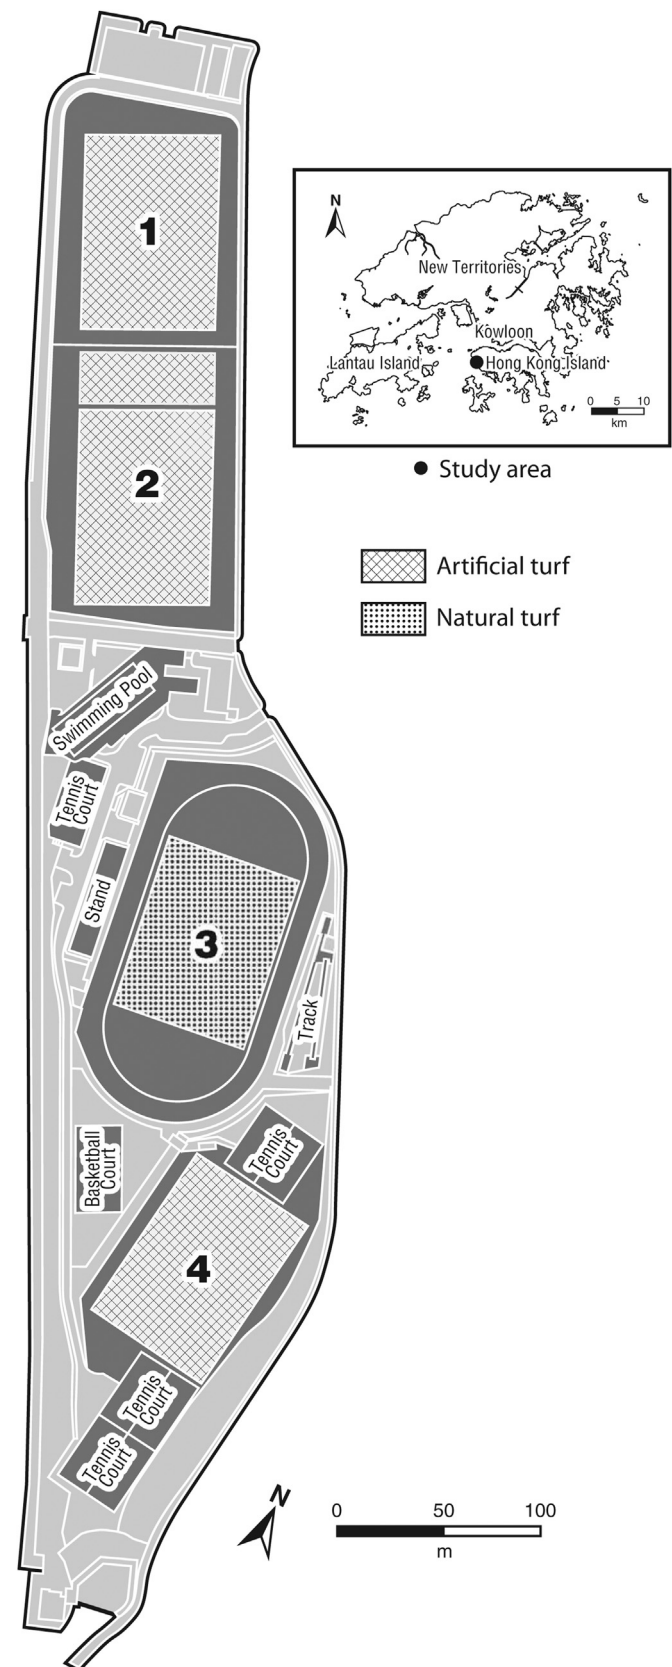 1
N
New Territories
Kowloon
Lantau Island
Hong Kong Island
0 5 10
km
Study area
2
Artificial turf
Natural turf
Swimming Pool
Tennis
Court
Stand
3
Track
Tennis
Court
Basketball
Court
4
Tennis
Court
Tennis
Court
N
0 50 100
m